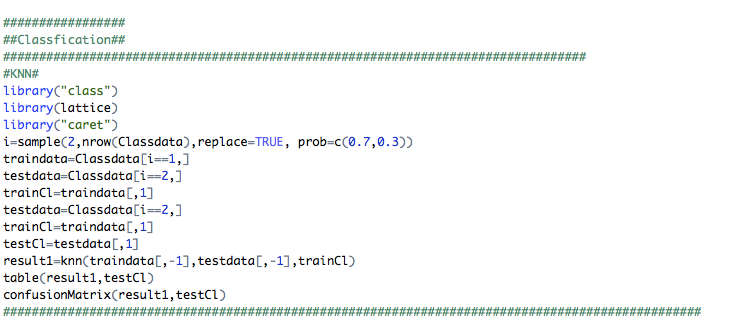 #################
##Classfication##
#################################################################################
#KNN#
library("class")
library(lattice)
library("caret")
i=sample(2,nrow(Classdata),replace=TRUE, prob=c(0.7,0.3))
traindata=Classdata[i==1,]
testdata=Classdata[i==2,]
trainCl=traindata[,1]
testdata=Classdata[i==2,]
trainCl=traindata[,1]
testCl=testdata[,1]
result1=knn(traindata[,-1],testdata[,-1],trainCl)
table(result1,testCl)
confusionMatrix(result1,testCl)
#################################################################################################